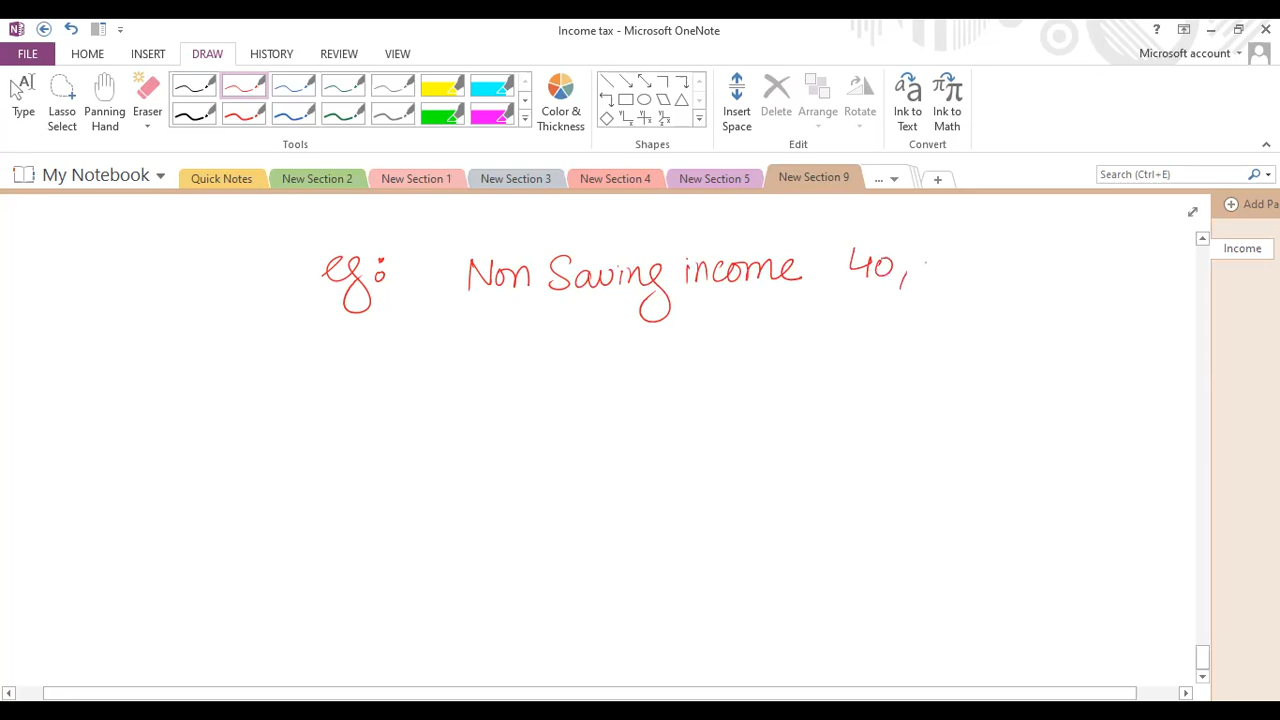 Income tax - Microsoft OneNote ?
Microsoft account
FILE HOME INSERT DRAW HISTORY REVIEW VIEW
Type
Lasso Select
Panning Hand
Eraser
Color & Thickness
Insert Space
Delete
Arrange
Rotate
Ink to Text
Ink to Math
Tools Shapes Edit Convert
My Notebook Quick Notes New Section 2 New Section 1 New Section 3 New Section 4 New Section 5 New Section 9 ... + Search (Ctrl+E)
Add Pa
Income
eg: Non Saving income 40,